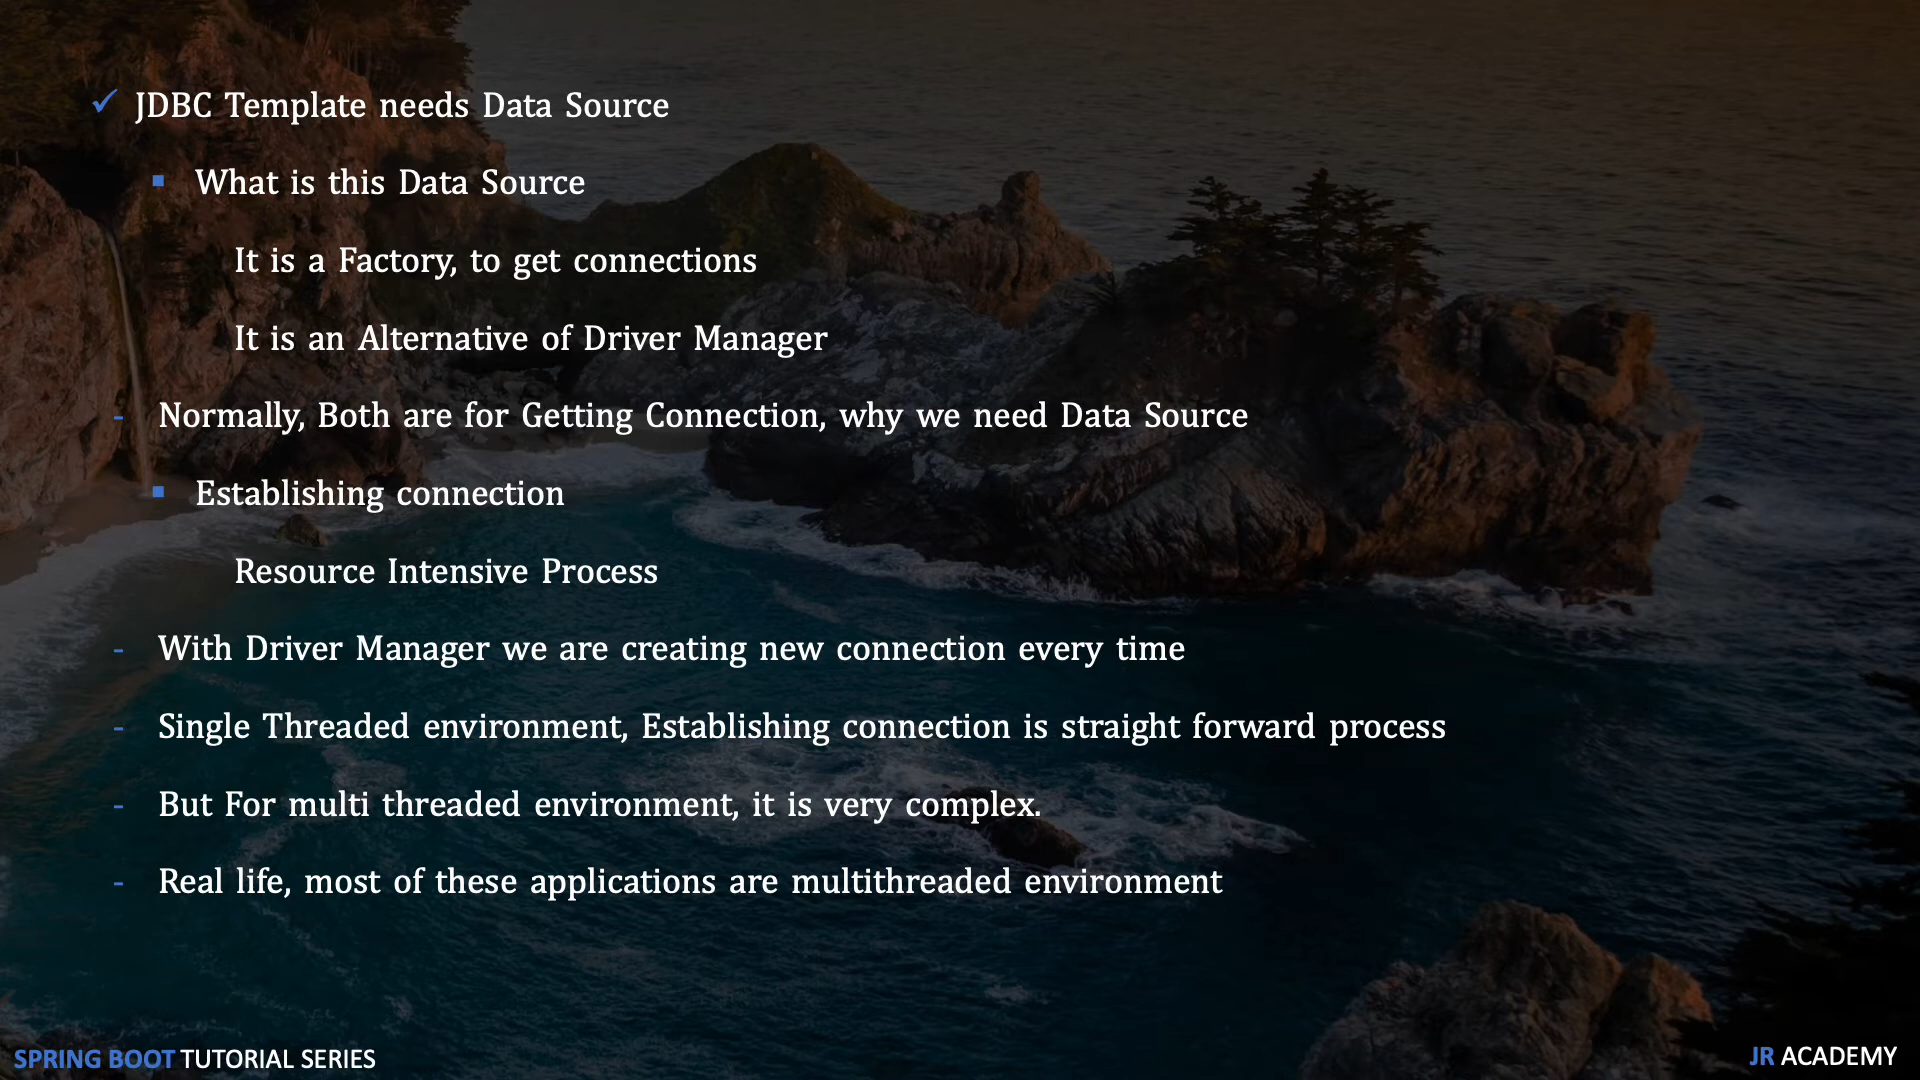 JDBC Template needs Data Source
What is this Data Source
It is a Factory, to get connections
It is an Alternative of Driver Manager
- Normally, Both are for Getting Connection, why we need Data Source
Establishing connection
Resource Intensive Process
- With Driver Manager we are creating new connection every time
- Single Threaded environment, Establishing connection is straight forward process
- But For multi threaded environment, it is very complex.
- Real life, most of these applications are multithreaded environment
SPRING BOOT TUTORIAL SERIES
JR ACADEMY